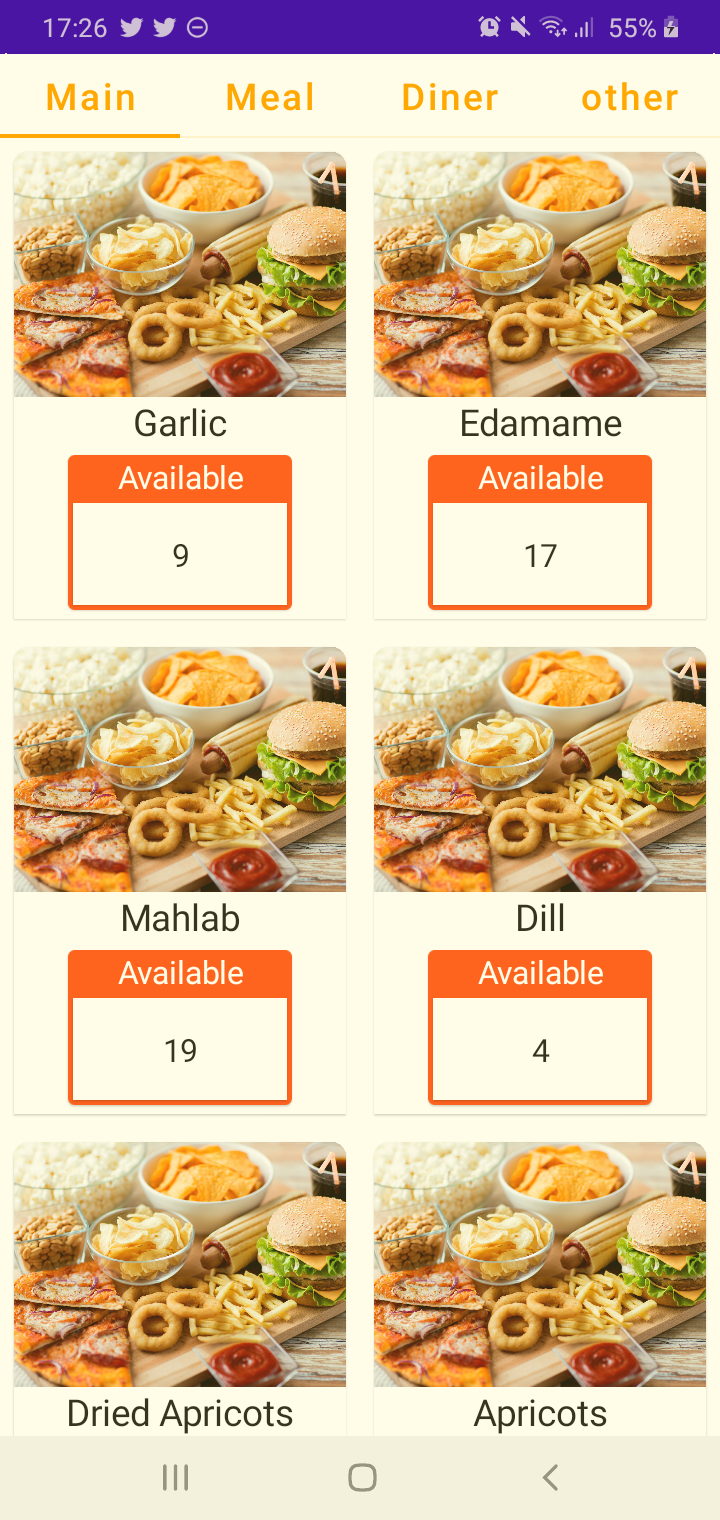 17:26 55%
Main Meal Diner other
Garlic Edamame
Available Available
9 17
Mahlab Dill
Available Available
19 4
Dried Apricots Apricots